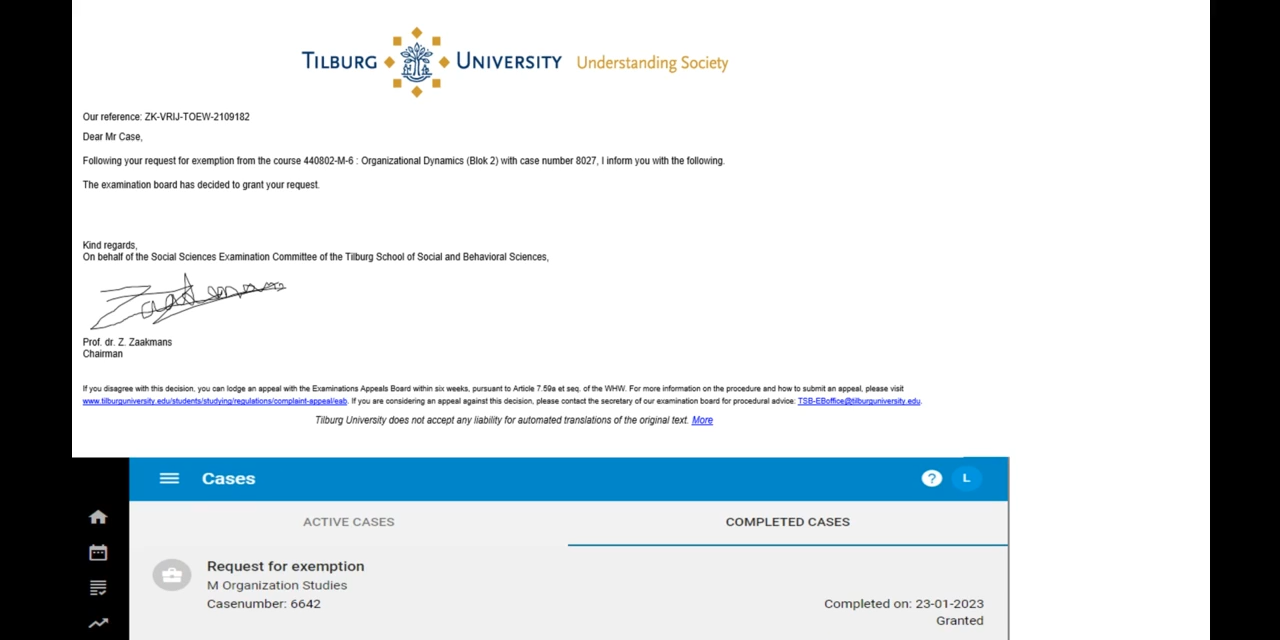 TILBURG UNIVERSITY Understanding Society
Our reference: ZK-VRIJ-TOEW-2109182
Dear Mr Case,
Following your request for exemption from the course 440802-M-6 : Organizational Dynamics (Blok 2) with case number 8027, I inform you with the following.
The examination board has decided to grant your request.
Kind regards,
On behalf of the Social Sciences Examination Committee of the Tilburg School of Social and Behavioral Sciences,
Zaakmans
Prof. dr. Z. Zaakmans
Chairman
If you disagree with this decision, you can lodge an appeal with the Examinations Appeals Board within six weeks, pursuant to Article 7.59a et seq. of the WHW. For more information on the procedure and how to submit an appeal, please visit
www.tilburguniversity.edu/students/studying/regulations/complaint-appeal/eab. If you are considering an appeal against this decision, please contact the secretary of our examination board for procedural advice: TSB-EBoffice@tilburguniversity.edu.
Tilburg University does not accept any liability for automated translations of the original text. More
Cases ? L
ACTIVE CASES COMPLETED CASES
Request for exemption
M Organization Studies
Casenumber: 6642 Completed on: 23-01-2023
Granted